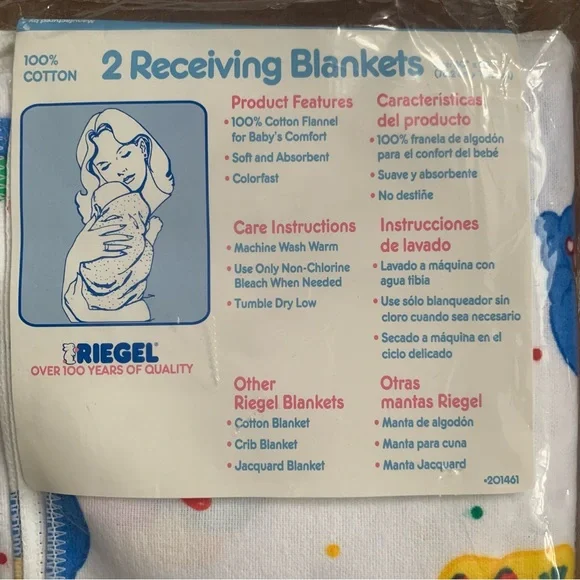 100%
COTTON
2 Receiving Blankets
Product Features
• 100% Cotton Flannel
for Baby's Comfort
• Soft and Absorbent
• Colorfast
Care Instructions
• Machine Wash Warm
• Use Only Non-Chlorine
Bleach When Needed
• Tumble Dry Low
Other
Riegel Blankets
• Cotton Blanket
• Crib Blanket
• Jacquard Blanket
Características
del producto
• 100% franela de algodón
para el confort del bebé
• Suave y absorbente
• No destiñe
Instrucciones
de lavado
• Lavado a máquina con
agua tibia
• Use sólo blanqueador sin
cloro cuando sea necesario
• Secado a máquina en el
ciclo delicado
Otras
mantas Riegel
• Manta de algodón
• Manta para cuna
• Manta Jacquard
RIEGEL®
OVER 100 YEARS OF QUALITY
•201461